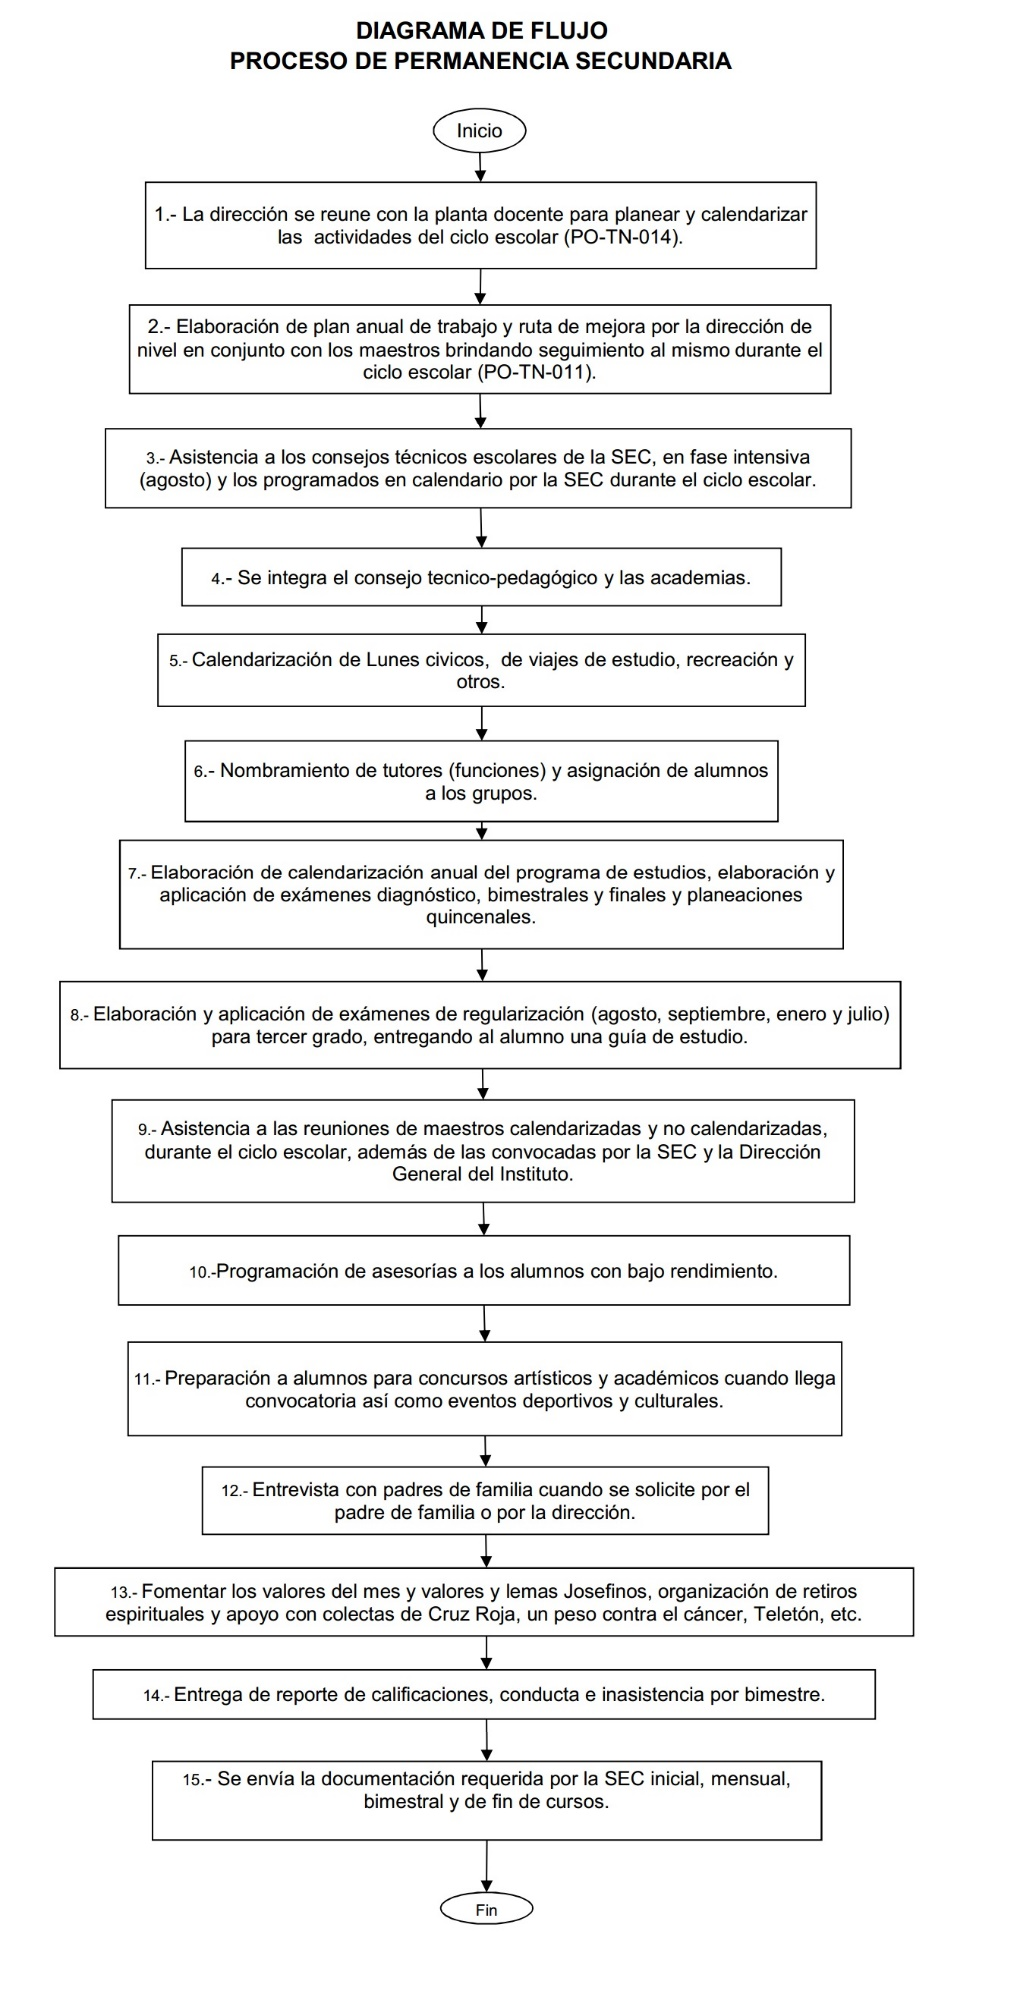 DIAGRAMA DE FLUJO
PROCESO DE PERMANENCIA SECUNDARIA
Inicio
1.- La dirección se reune con la planta docente para planear y calendarizar
las actividades del ciclo escolar (PO-TN-014).
2.- Elaboración de plan anual de trabajo y ruta de mejora por la dirección de
nivel en conjunto con los maestros brindando seguimiento al mismo durante el
ciclo escolar (PO-TN-011).
3.- Asistencia a los consejos técnicos escolares de la SEC, en fase intensiva
(agosto) y los programados en calendario por la SEC durante el ciclo escolar.
4.- Se integra el consejo tecnico-pedagógico y las academias.
5.- Calendarización de Lunes civicos, de viajes de estudio, recreación y
otros.
6.- Nombramiento de tutores (funciones) y asignación de alumnos
a los grupos.
7.- Elaboración de calendarización anual del programa de estudios, elaboración y
aplicación de exámenes diagnóstico, bimestrales y finales y planeaciones
quincenales.
8.- Elaboración y aplicación de exámenes de regularización (agosto, septiembre, enero y julio)
para tercer grado, entregando al alumno una guía de estudio.
9.- Asistencia a las reuniones de maestros calendarizadas y no calendarizadas,
durante el ciclo escolar, además de las convocadas por la SEC y la Dirección
General del Instituto.
10.-Programación de asesorías a los alumnos con bajo rendimiento.
11.- Preparación a alumnos para concursos artísticos y académicos cuando llega
convocatoria así como eventos deportivos y culturales.
12.- Entrevista con padres de familia cuando se solicite por el
padre de familia o por la dirección.
13.- Fomentar los valores del mes y valores y lemas Josefinos, organización de retiros
espirituales y apoyo con colectas de Cruz Roja, un peso contra el cáncer, Teletón, etc.
14.- Entrega de reporte de calificaciones, conducta e inasistencia por bimestre.
15.- Se envía la documentación requerida por la SEC inicial, mensual,
bimestral y de fin de cursos.
Fin